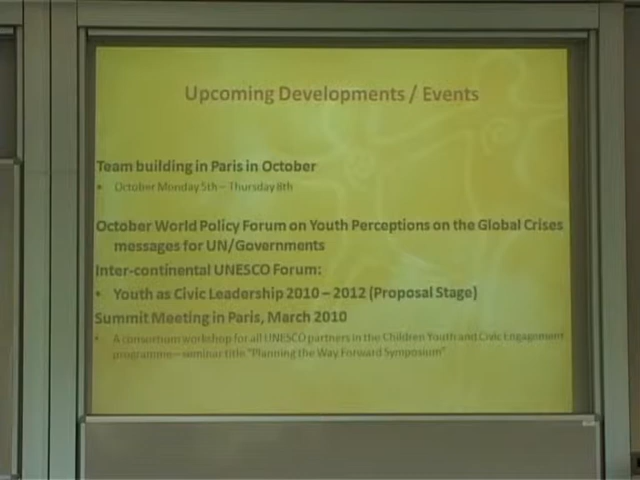 Upcoming Developments / Events
Team building in Paris in October
• October Monday 5th – Thursday 8th
October World Policy Forum on Youth Perceptions on the Global Crises
messages for UN/Governments
Inter-continental UNESCO Forum:
• Youth as Civic Leadership 2010 – 2012 (Proposal Stage)
Summit Meeting in Paris, March 2010
• A consortium workshop for all UNESCO partners in the Children Youth and Civic Engagement
programme – seminar title "Planning the Way Forward Symposium"